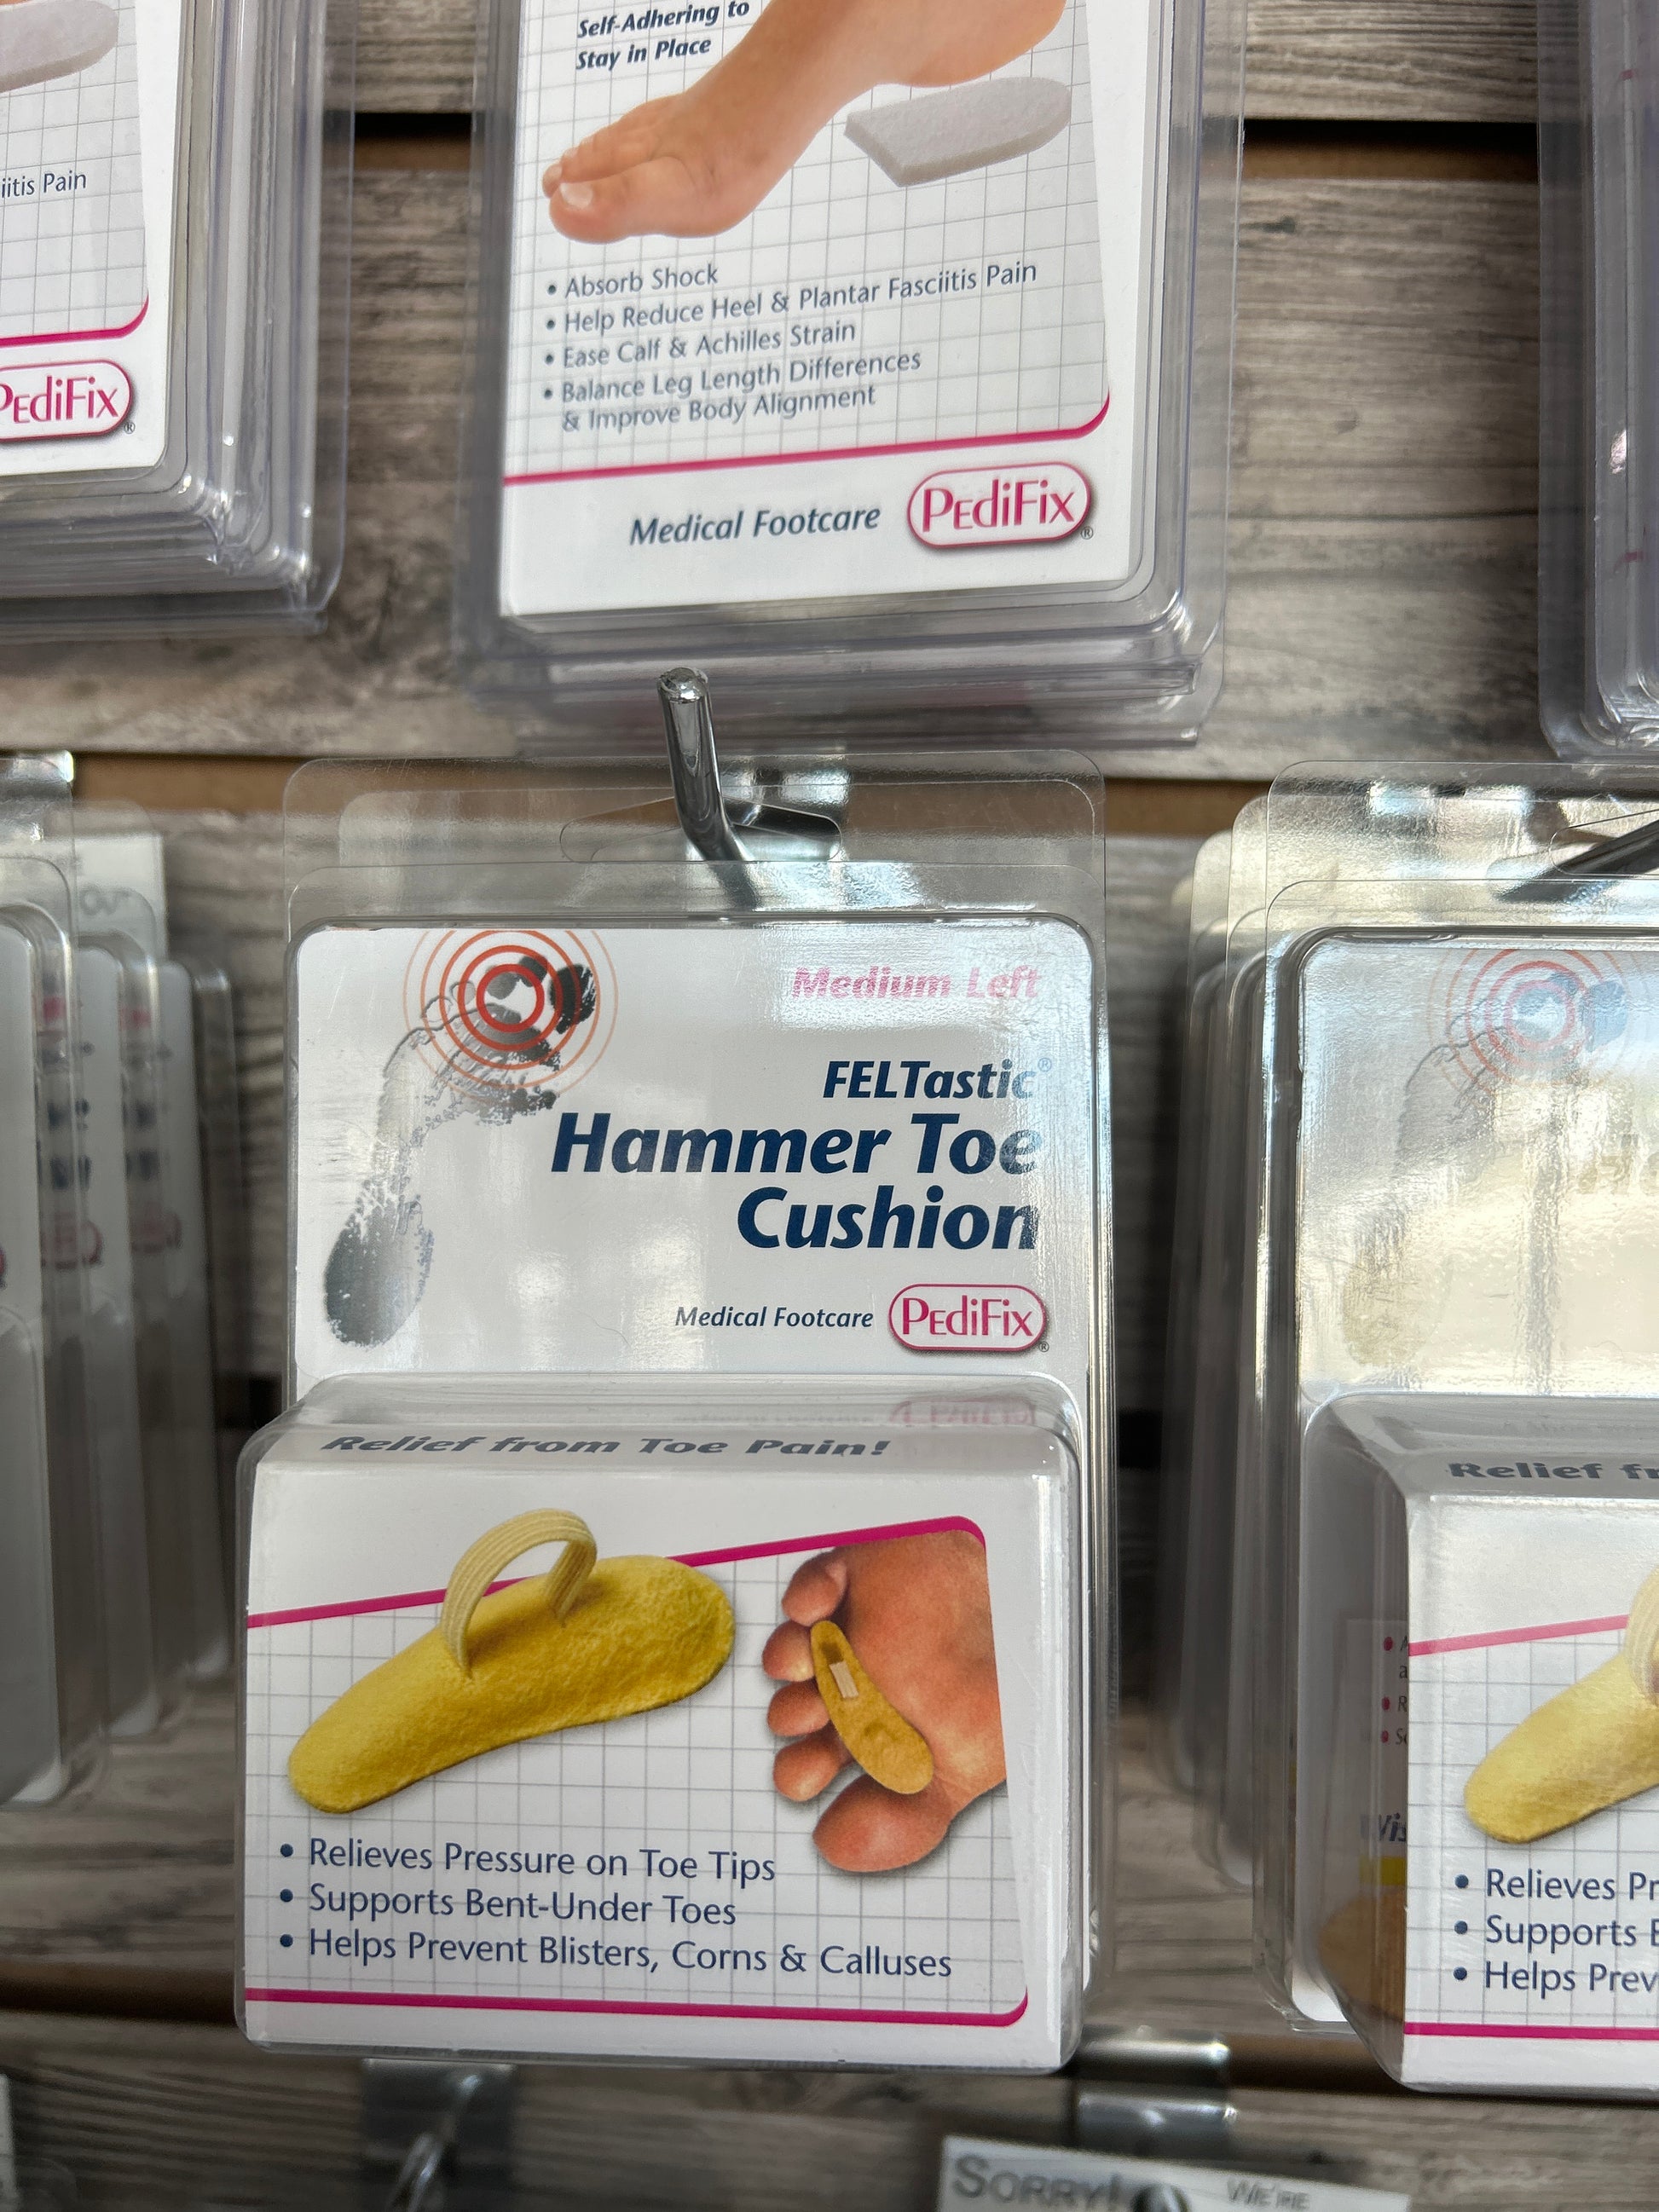 Self-Adhering to
Stay in Place
iitis Pain
• Absorb Shock
• Help Reduce Heel & Plantar Fasciitis Pain
• Ease Calf & Achilles Strain
• Balance Leg Length Differences
& Improve Body Alignment
PEdiFix®
Medical Footcare PEdiFix®
Medium Left
FELTastic®
Hammer Toe
Cushion
Medical Footcare PEdiFix®
Relief from Toe Pain!
• Relieves Pressure on Toe Tips
• Supports Bent-Under Toes
• Helps Prevent Blisters, Corns & Calluses
Relief fr
• Relieves Pr
• Supports B
• Helps Prev
SORRY! WE'RE